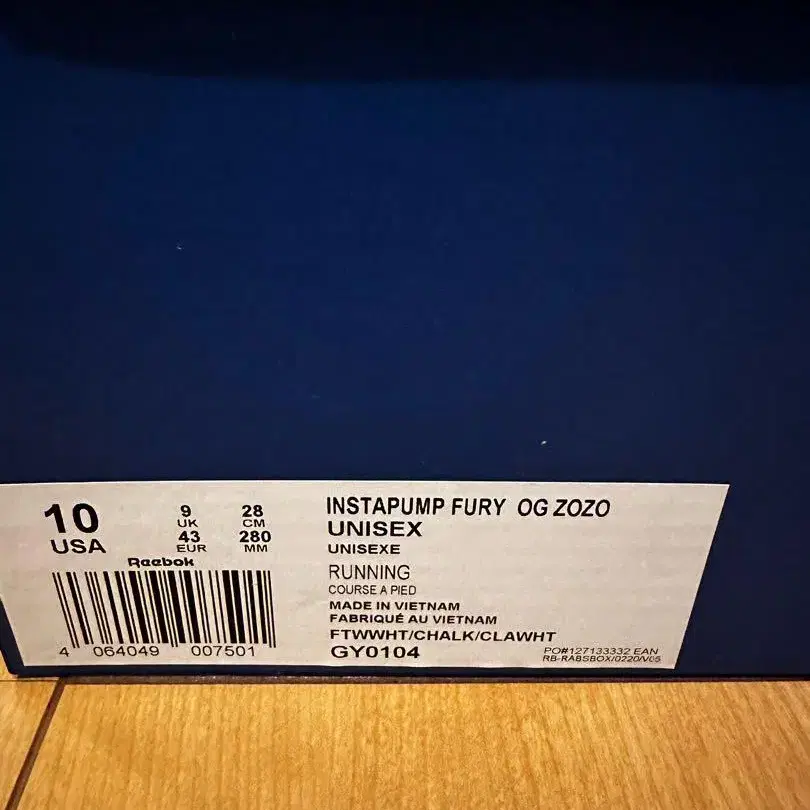 10
USA
9
UK
43
EUR
28
CM
280
MM
Reebok
4 064049 007501
INSTAPUMP FURY OG ZOZO
UNISEX
UNISEXE
RUNNING
COURSE A PIED
MADE IN VIETNAM
FABRIQUÉ AU VIETNAM
FTWWHT/CHALK/CLAWHT
GY0104
PO#127133332 EAN
RB-RABSBOX/0220/V05